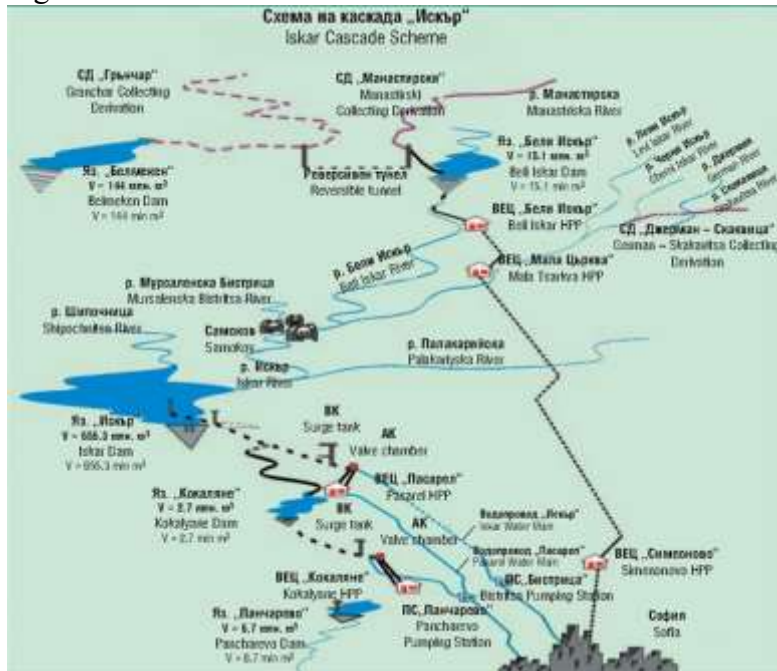 Схема на каскада „Искър“
Iskar Cascade Scheme
СД „Грънчар“
Granchar Collecting
Derivation
СД „Манастирска“
Collecting Derivation
р. Манастирска
Manastirska River
р. Леви Искър
Levi Iskar River
р. Черни Искър
Cherni Iskar River
р. Джерман
German River
р. Скакавица
Skakavitsa River
Яз. „Белмекен“
V = 144 млн. м³
Belmeken Dam
V = 144 mln m³
Реверсивен тунел
Reversible tunnel
Яз. „Бели Искър“
V = 15.1 млн. м³
Beli Iskar Dam
V = 15.1 mln m³
ВЕЦ „Бели Искър“
Beli Iskar HPP
СД „Джерман – Скакавица“
German – Skakavitsa Collecting
Derivation
ВЕЦ „Мала Църква“
Mala Tsarkva HPP
р. Бели Искър
Beli Iskar River
р. Мусаленска Бистрица
Musalenska Bistritsa River
р. Шипочница
Shipochnitsa River
Самоков
Samokov
р. Палакарийска
Palakariyska River
р. Искър
Iskar River
Яз. „Искър“
V = 655.3 млн. м³
Iskar Dam
V = 655.3 mln m³
ВК
Surge tank
АК
Valve chamber
ВЕЦ „Пасарел“
Pasarel HPP
Яз. „Кокаляне“
V = 2.7 млн. м³
Kokalyane Dam
V = 2.7 mln m³
ВК
Surge tank
АК
Valve chamber
Водопровод „Искър“
Iskar Water Main
Водопровод „Пасарел“
Pasarel Water Main
ВЕЦ „Симеоново“
Simeonovo HPP
ВЕЦ „Кокаляне“
Kokalyane HPP
ПС „Бистрица“
Bistritsa Pumping Station
Яз. „Панчарево“
V = 6.7 млн. м³
Pancharevo Dam
V = 6.7 mln m³
ПС „Панчарево“
Pancharevo
Pumping Station
София
Sofia